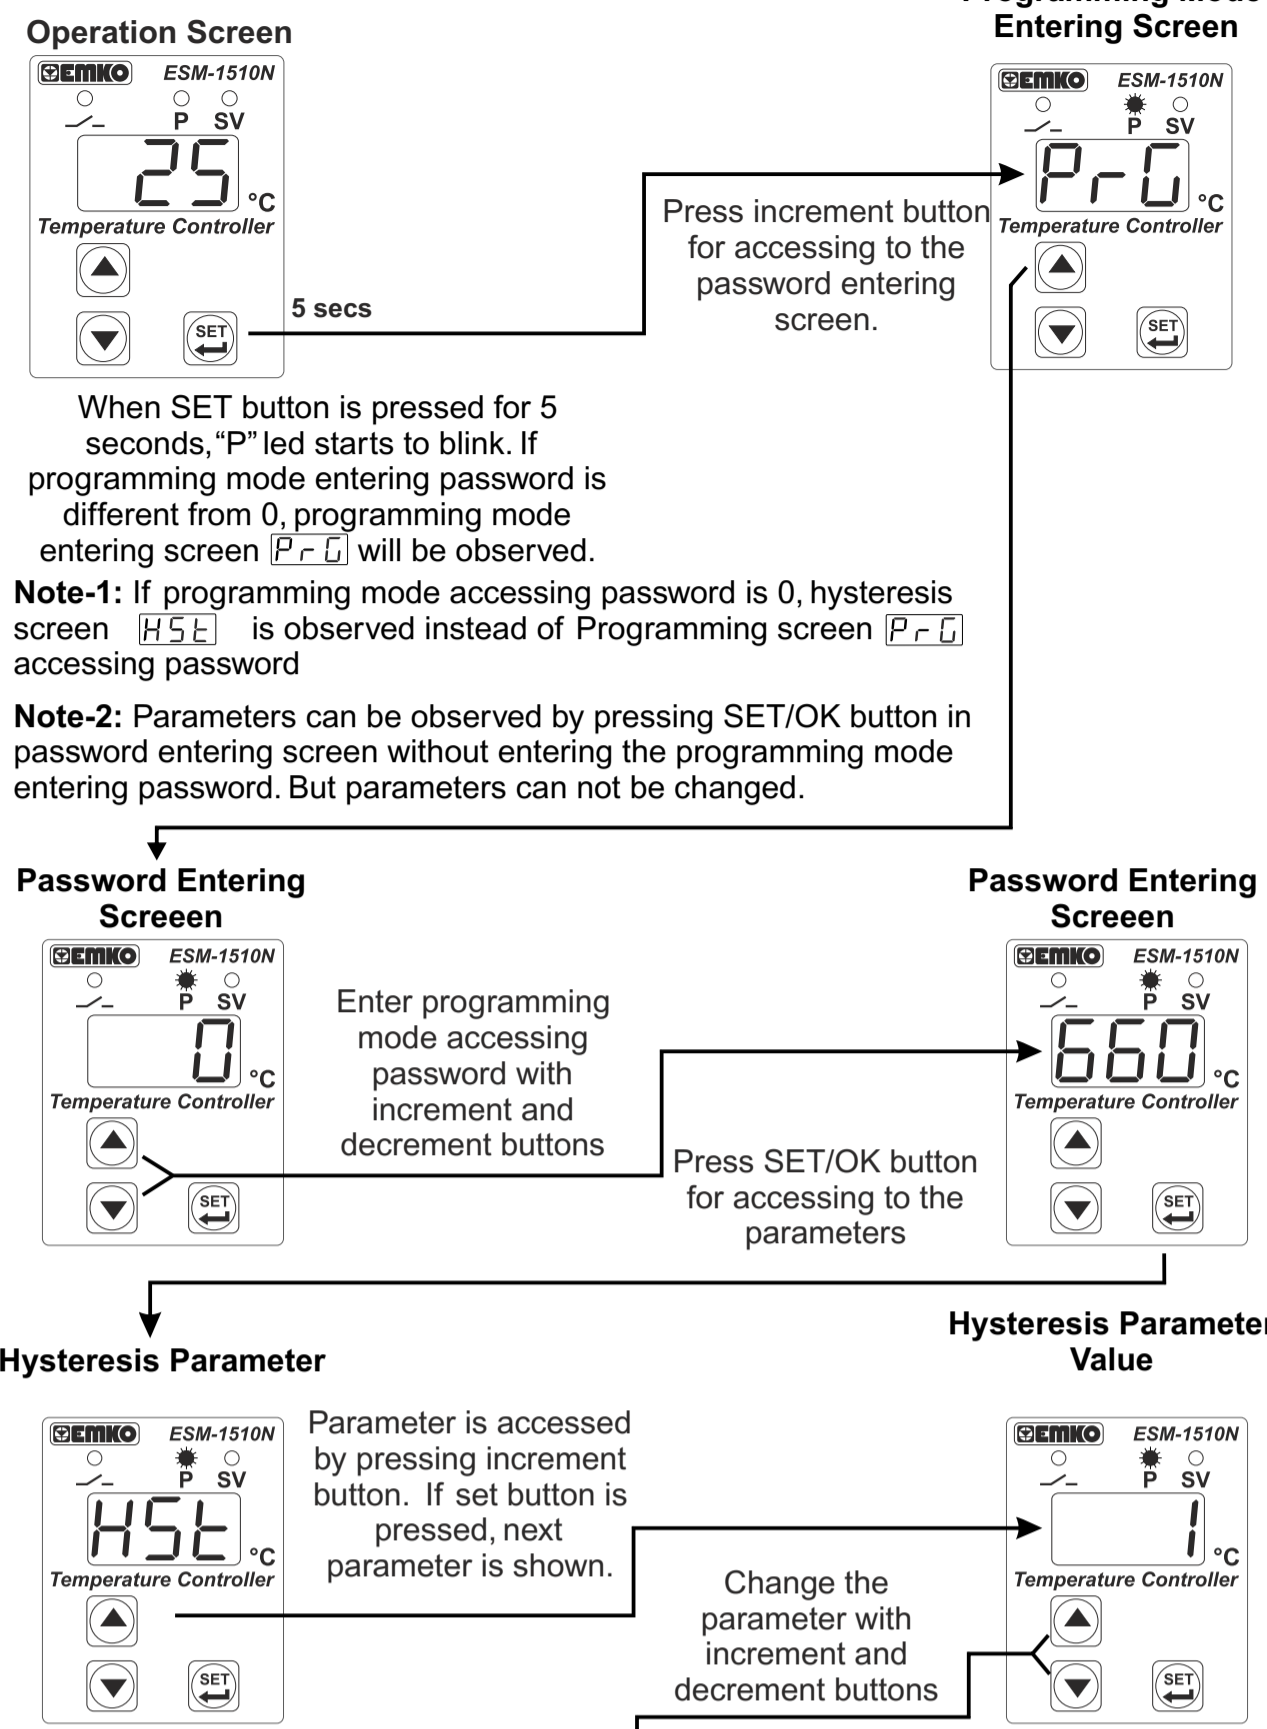 Programming Mode
Entering Screen
Operation Screen
EMKO ESM-1510N
P SV
25 °C
Temperature Controller
SET
5 secs
Press increment button
for accessing to the
password entering
screen.
EMKO ESM-1510N
P SV
PrG °C
Temperature Controller
SET
When SET button is pressed for 5
seconds, “P” led starts to blink. If
programming mode entering password is
different from 0, programming mode
entering screen PrG will be observed.
Note-1: If programming mode accessing password is 0, hysteresis
screen HSt is observed instead of Programming screen PrG
accessing password
Note-2: Parameters can be observed by pressing SET/OK button in
password entering screen without entering the programming mode
entering password. But parameters can not be changed.
Password Entering
Screeen
EMKO ESM-1510N
P SV
0 °C
Temperature Controller
SET
Enter programming
mode accessing
password with
increment and
decrement buttons
Password Entering
Screeen
EMKO ESM-1510N
P SV
660 °C
Temperature Controller
SET
Press SET/OK button
for accessing to the
parameters
Hysteresis Parameter
EMKO ESM-1510N
P SV
HSt °C
Temperature Controller
SET
Parameter is accessed
by pressing increment
button. If set button is
pressed, next
parameter is shown.
Hysteresis Parameter
Value
EMKO ESM-1510N
P SV
1 °C
Temperature Controller
SET
Change the
parameter with
increment and
decrement buttons